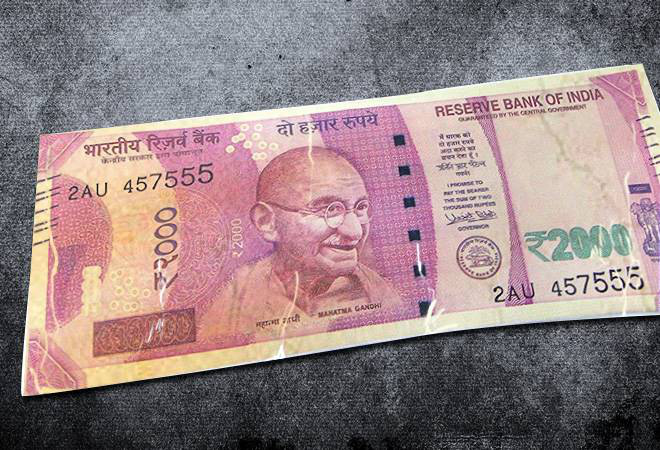 RESERVE BANK OF INDIA
GUARANTEED BY THE CENTRAL GOVERNMENT
भारतीय रिज़र्व बैंक
केन्द्रीय सरकार द्वारा प्रत्याभूत
दो हज़ार रुपये
2AU 457555
मैं धारक को
दो हज़ार रुपये
अदा करने का
वचन देता हूँ।
I PROMISE TO
PAY THE BEARER
THE SUM OF TWO
THOUSAND RUPEES
GOVERNOR
₹2000
₹2000
₹2000
2AU 457555
महात्मा गांधी - MAHATMA GANDHI